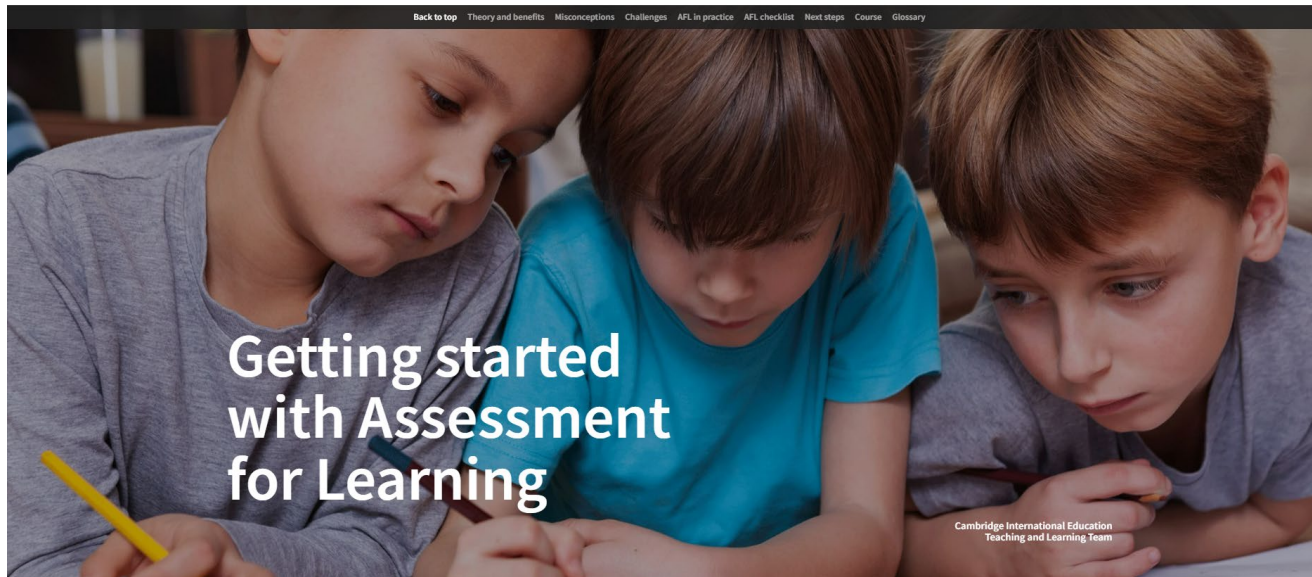 Back to top Theory and benefits Misconceptions Challenges AFL in practice AFL checklist Next steps Course Glossary
Getting started
with Assessment
for Learning
Cambridge International Education
Teaching and Learning Team